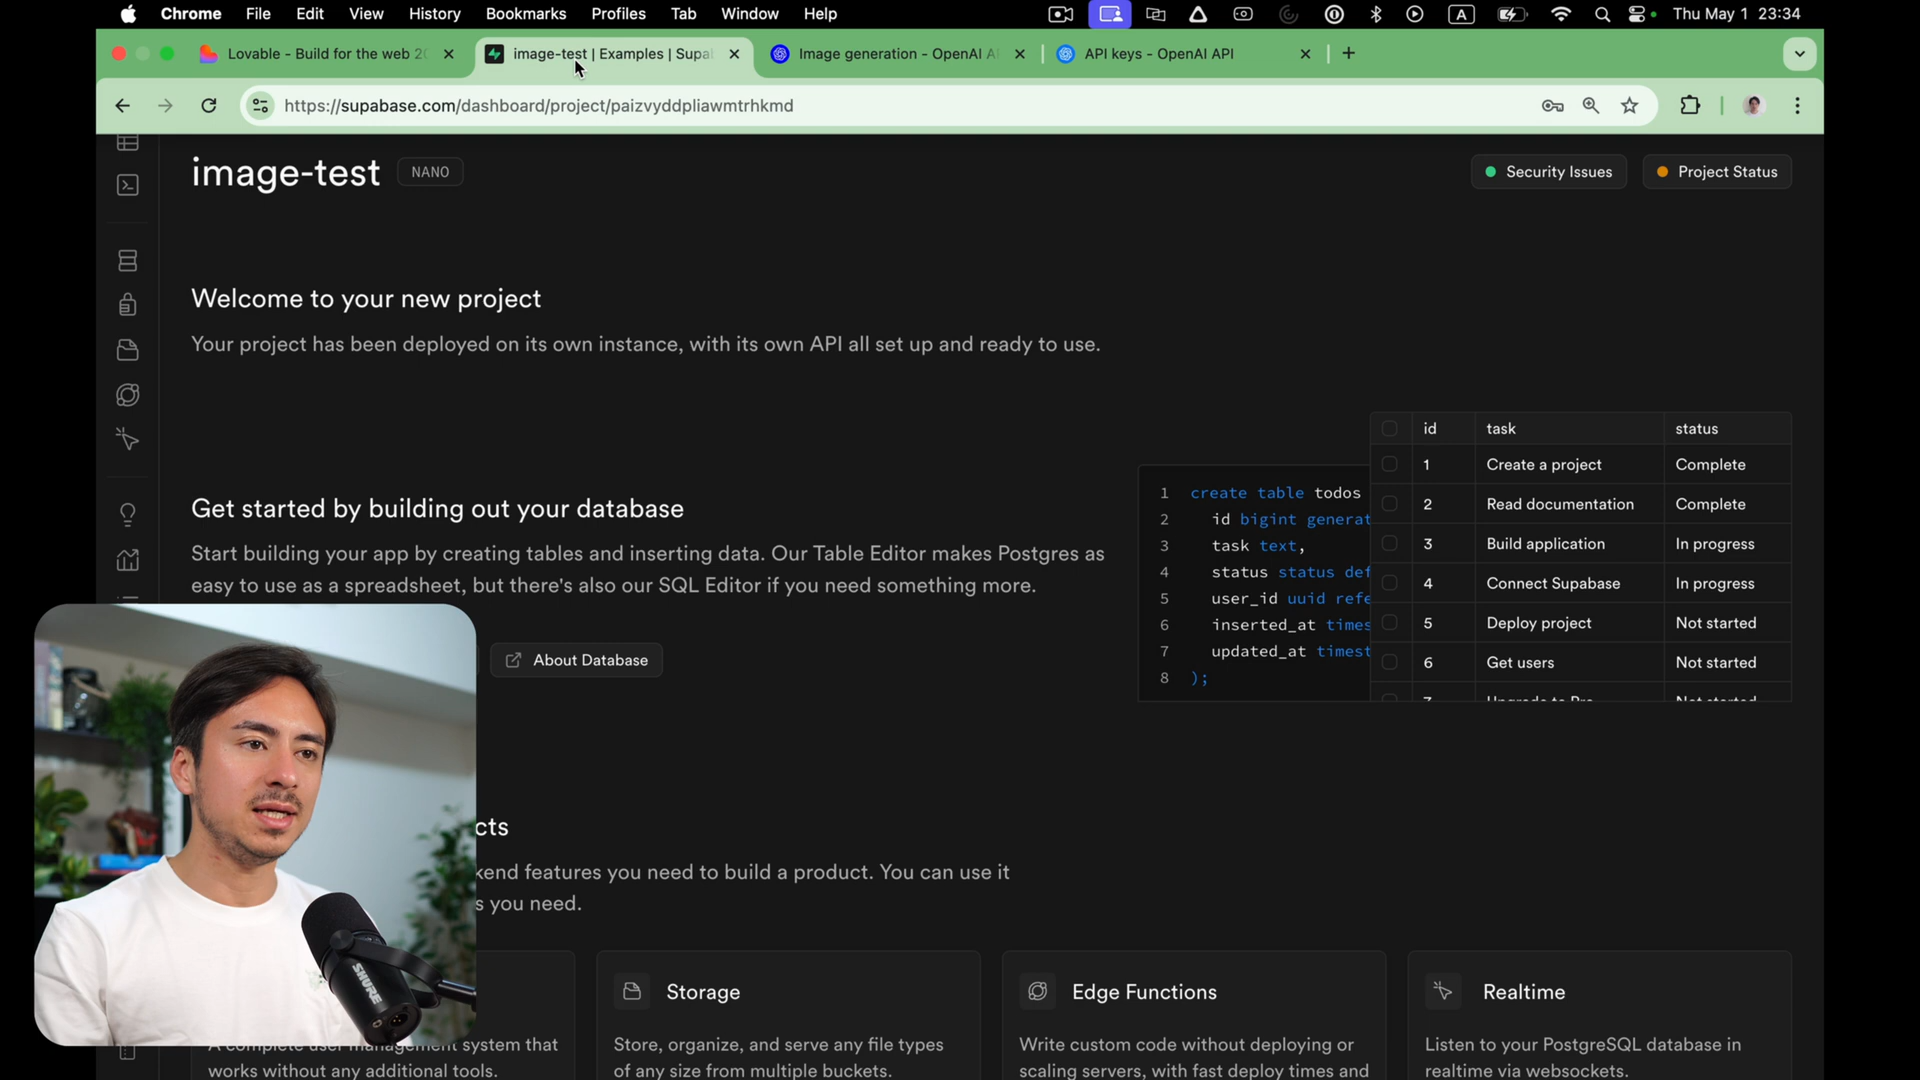 Chrome File Edit View History Bookmarks Profiles Tab Window Help A Thu May 1 23:34
Lovable - Build for the web 20
image-test | Examples | Supa
Image generation - OpenAI A
API keys - OpenAI API
https://supabase.com/dashboard/project/paizvyddpliawmtrhkmd
image-test NANO
Security Issues
Project Status
Welcome to your new project
Your project has been deployed on its own instance, with its own API all set up and ready to use.
Get started by building out your database
Start building your app by creating tables and inserting data. Our Table Editor makes Postgres as
easy to use as a spreadsheet, but there's also our SQL Editor if you need something more.
About Database
1 create table todos
2 id bigint generat
3 task text,
4 status status def
5 user_id uuid refe
6 inserted_at times
7 updated_at timest
8 );
id task status
1 Create a project Complete
2 Read documentation Complete
3 Build application In progress
4 Connect Supabase In progress
5 Deploy project Not started
6 Get users Not started
7 Upgrade to Pro Not started
cts
kend features you need to build a product. You can use it
s you need.
A complete user management system that
works without any additional tools.
Storage
Store, organize, and serve any file types
of any size from multiple buckets.
Edge Functions
Write custom code without deploying or
scaling servers, with fast deploy times and
Realtime
Listen to your PostgreSQL database in
realtime via websockets.
SHURE